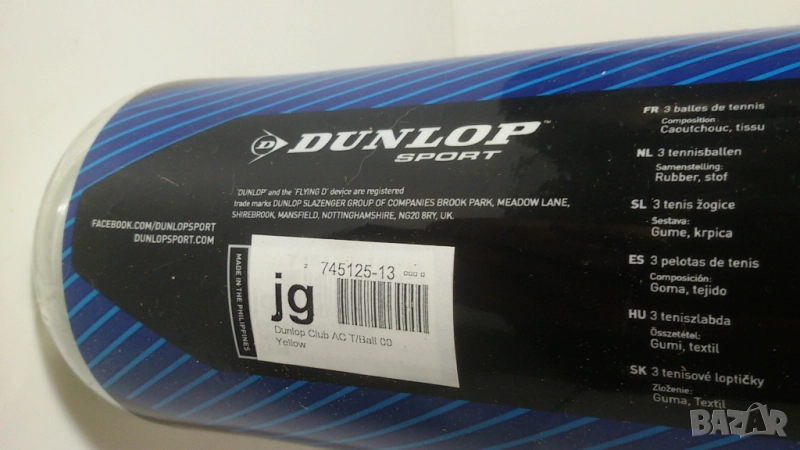 DUNLOP™
SPORT
'DUNLOP' and the 'FLYING D' device are registered
trade marks DUNLOP SLAZENGER GROUP OF COMPANIES BROOK PARK, MEADOW LANE,
SHIREBROOK, MANSFIELD, NOTTINGHAMSHIRE, NG20 8RY, UK.
FACEBOOK.COM/DUNLOPSPORT
DUNLOPSPORT.COM
MADE IN THE PHILIPPINES
2 745125-13
jg
Dunlop Club AC T/Ball 00
Yellow
FR 3 balles de tennis
Composition:
Caoutchouc, tissu
NL 3 tennisballen
Samenstelling:
Rubber, stof
SL 3 tenis žogice
Sestava:
Gume, krpica
ES 3 pelotas de tenis
Composición:
Goma, tejido
HU 3 teniszlabda
Összetétel:
Gumi, textil
SK 3 tenisové loptičky
Zloženie:
Guma, Textil
BAZAR